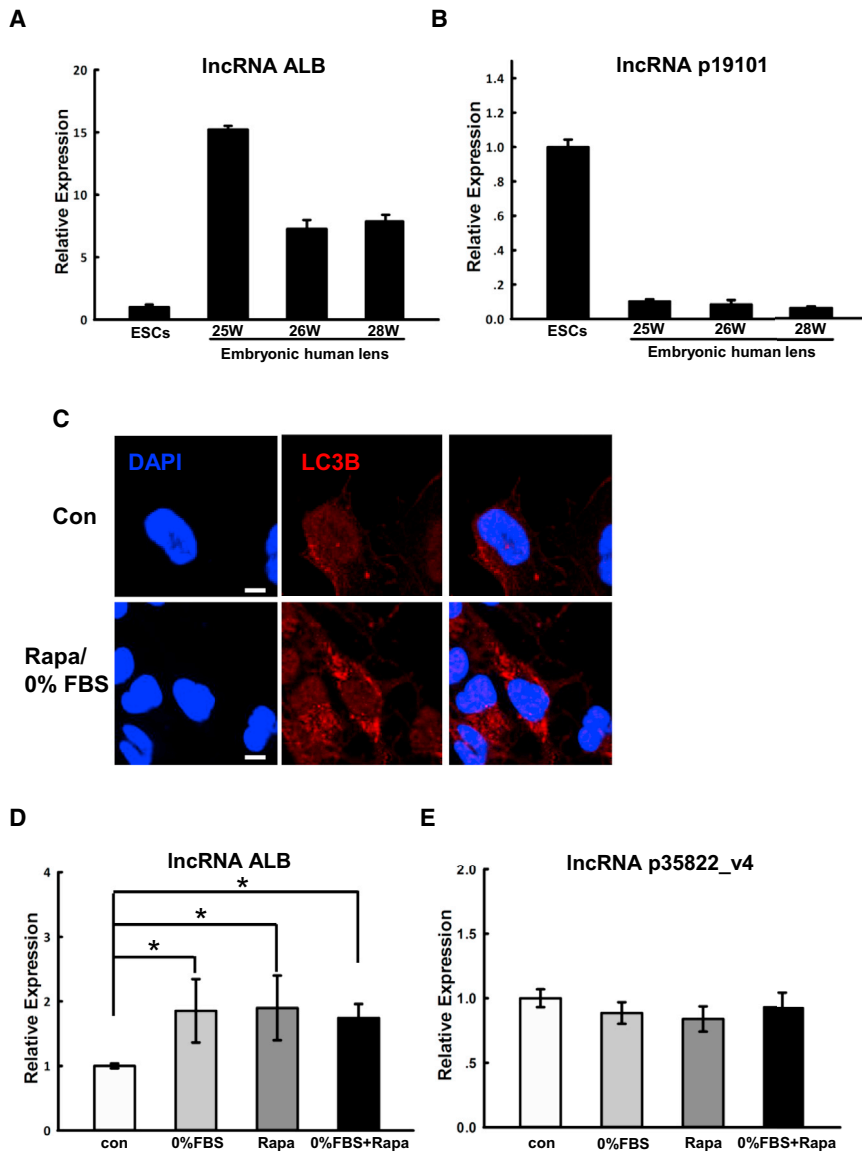 A
lncRNA ALB
Relative Expression
20
15
10
5
0
ESCs
25W
26W
28W
Embryonic human lens
B
lncRNA p19101
Relative Expression
1.4
1.2
1.0
.8
.6
.4
.2
0.0
ESCs
25W
26W
28W
Embryonic human lens
C
DAPI
LC3B
Con
Rapa/
0% FBS
D
lncRNA ALB
Relative Expression
4
3
2
1
0
*
*
*
con
0%FBS
Rapa
0%FBS+Rapa
E
lncRNA p35822_v4
Relative Expression
2.0
1.5
1.0
.5
0.0
con
0%FBS
Rapa
0%FBS+Rapa